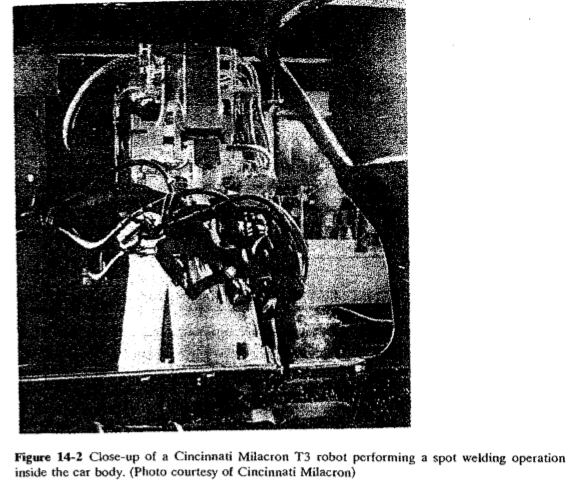 Figure 14-2 Close-up of a Cincinnati Milacron T3 robot performing a spot welding operation
inside the car body. (Photo courtesy of Cincinnati Milacron)